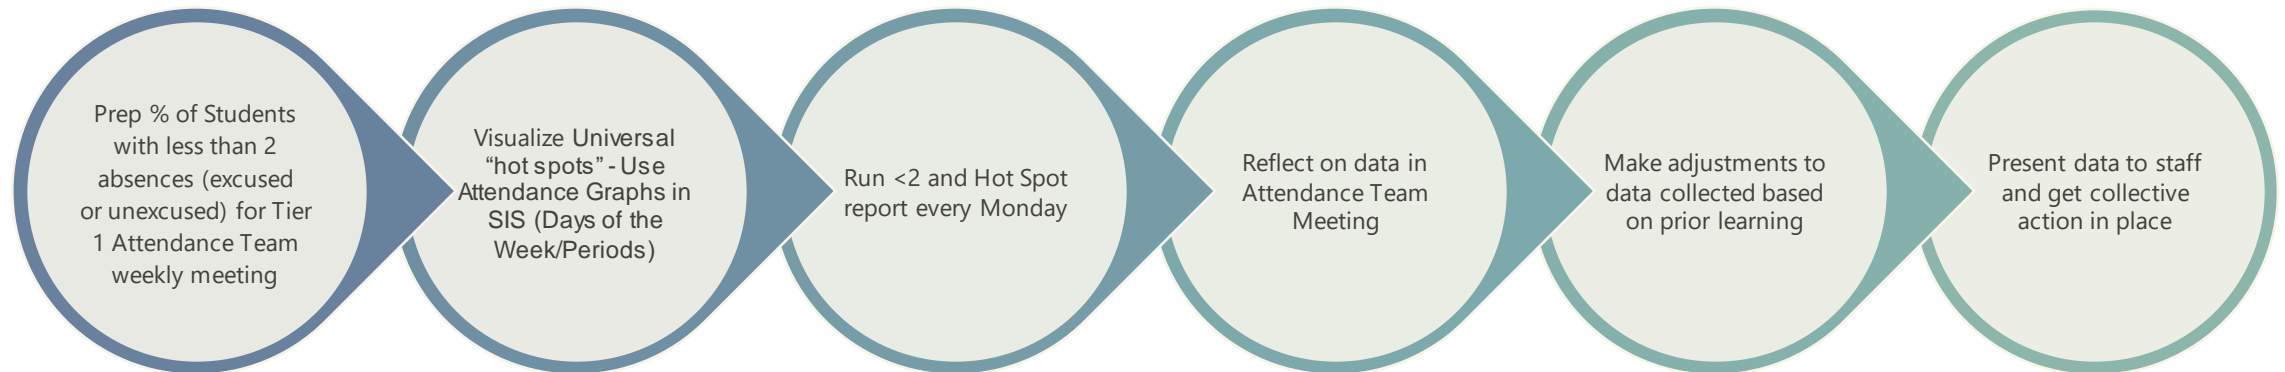 Prep % of Students
with less than 2
absences (excused
or unexcused) for Tier
1 Attendance Team
weekly meeting
Visualize Universal
“hot spots” - Use
Attendance Graphs in
SIS (Days of the
Week/Periods)
Run <2 and Hot Spot
report every Monday
Reflect on data in
Attendance Team
Meeting
Make adjustments to
data collected based
on prior learning
Present data to staff
and get collective
action in place